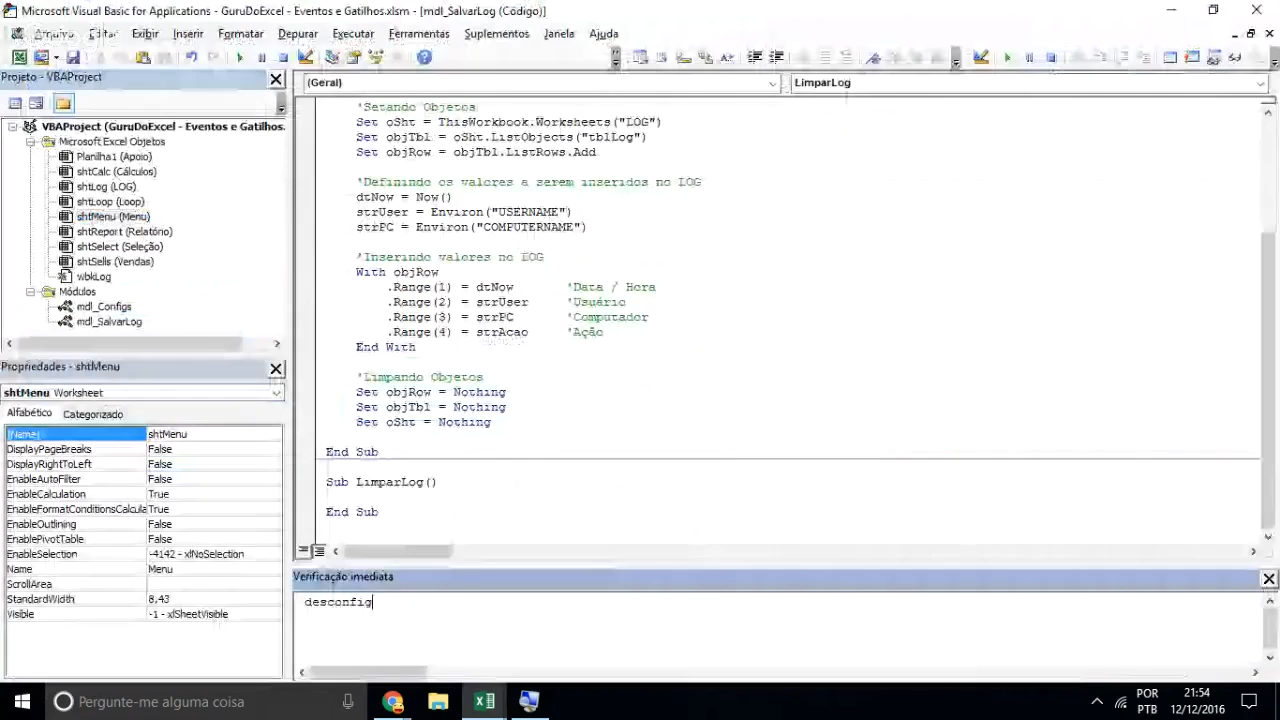 Microsoft Visual Basic for Applications - GuruDoExcel - Eventos e Gatilhos.xlsm - [mdl_SalvarLog (Código)]
Arquivo Editar Exibir Inserir Formatar Depurar Executar Ferramentas Suplementos Janela Ajuda
Projeto - VBAProject
VBAProject (GuruDoExcel - Eventos e Gatilhos.
Microsoft Excel Objetos
Planilha1 (Apoio)
shtCalc (Cálculos)
shtLog (LOG)
shtLoop (Loop)
shtMenu (Menu)
shtReport (Relatório)
shtSelect (Seleção)
shtSells (Vendas)
wbkLog
Módulos
mdl_Configs
mdl_SalvarLog
Propriedades - shtMenu
shtMenu Worksheet
Alfabético Categorizado
(Name) shtMenu
DisplayPageBreaks False
DisplayRightToLeft False
EnableAutoFilter False
EnableCalculation True
EnableFormatConditionsCalcula True
EnableOutlining False
EnablePivotTable False
EnableSelection -4142 - xlNoSelection
Name Menu
ScrollArea
StandardWidth 8,43
Visible -1 - xlSheetVisible
(Geral) LimparLog
'Setando Objetos
Set oSht = ThisWorkbook.Worksheets("LOG")
Set objTbl = oSht.ListObjects("tblLog")
Set objRow = objTbl.ListRows.Add
'Definindo os valores a serem inseridos no LOG
dtNow = Now()
strUser = Environ("USERNAME")
strPC = Environ("COMPUTERNAME")
'Inserindo valores no LOG
With objRow
.Range(1) = dtNow 'Data / Hora
.Range(2) = strUser 'Usuário
.Range(3) = strPC 'Computador
.Range(4) = strAcao 'Ação
End With
'Limpando Objetos
Set objRow = Nothing
Set objTbl = Nothing
Set oSht = Nothing
End Sub
Sub LimparLog()
End Sub
Verificação imediata
desconfig
Pergunte-me alguma coisa
POR
PTB
21:54
12/12/2016